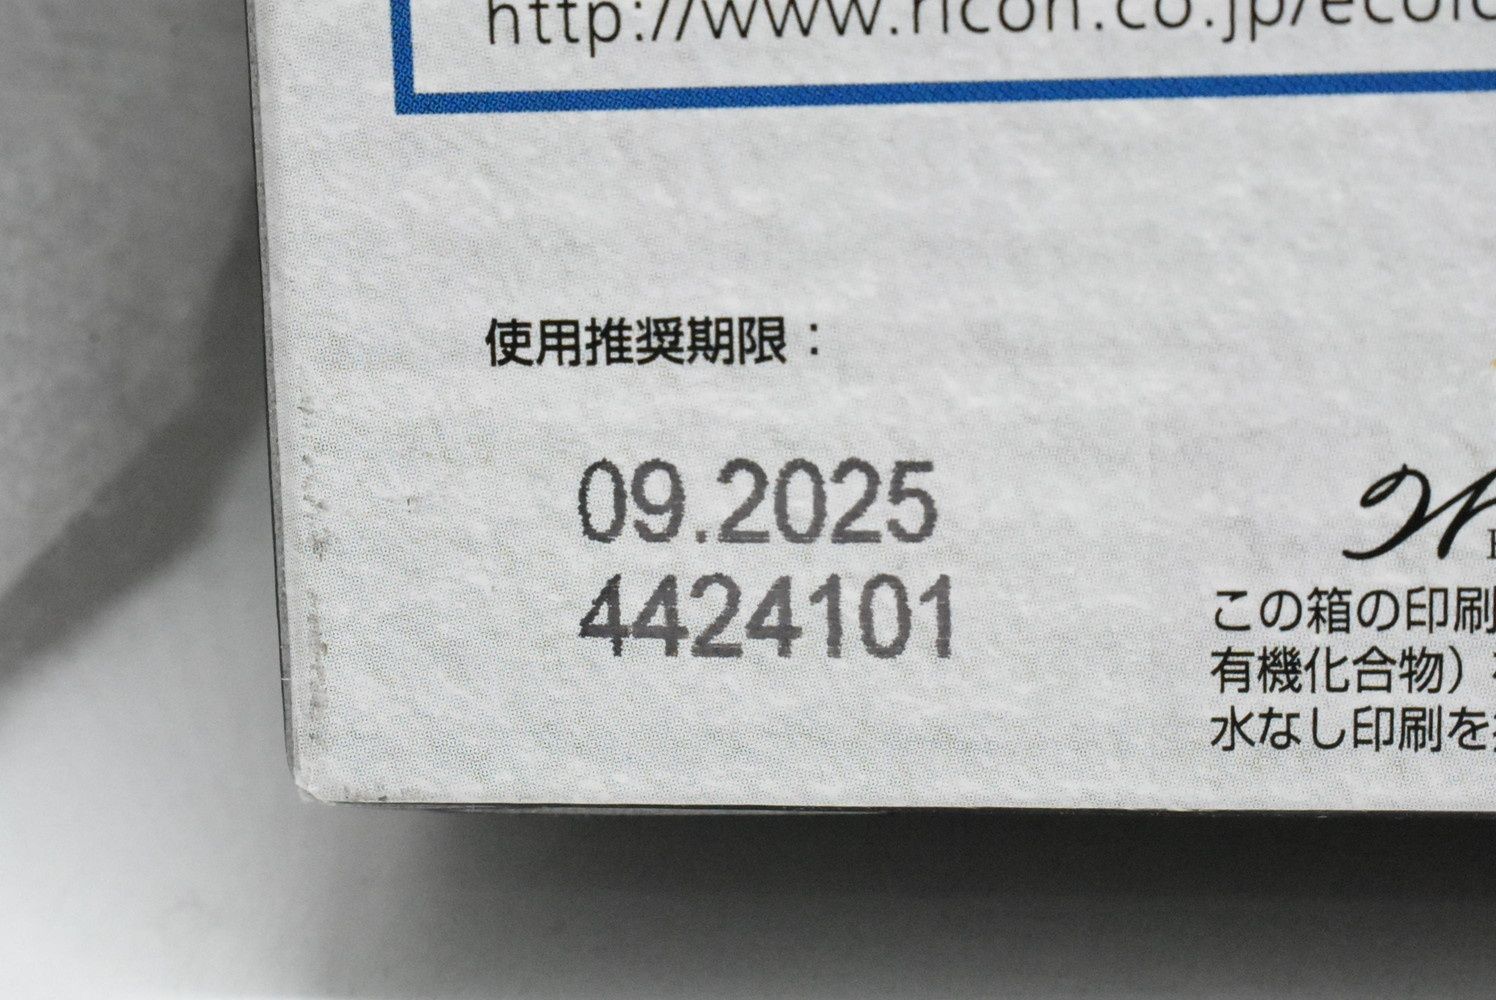 http://www.ricoh.co.jp/ecolo
使用推奨期限：
09.2025
4424101
この箱の印刷
有機化合物）
水なし印刷を